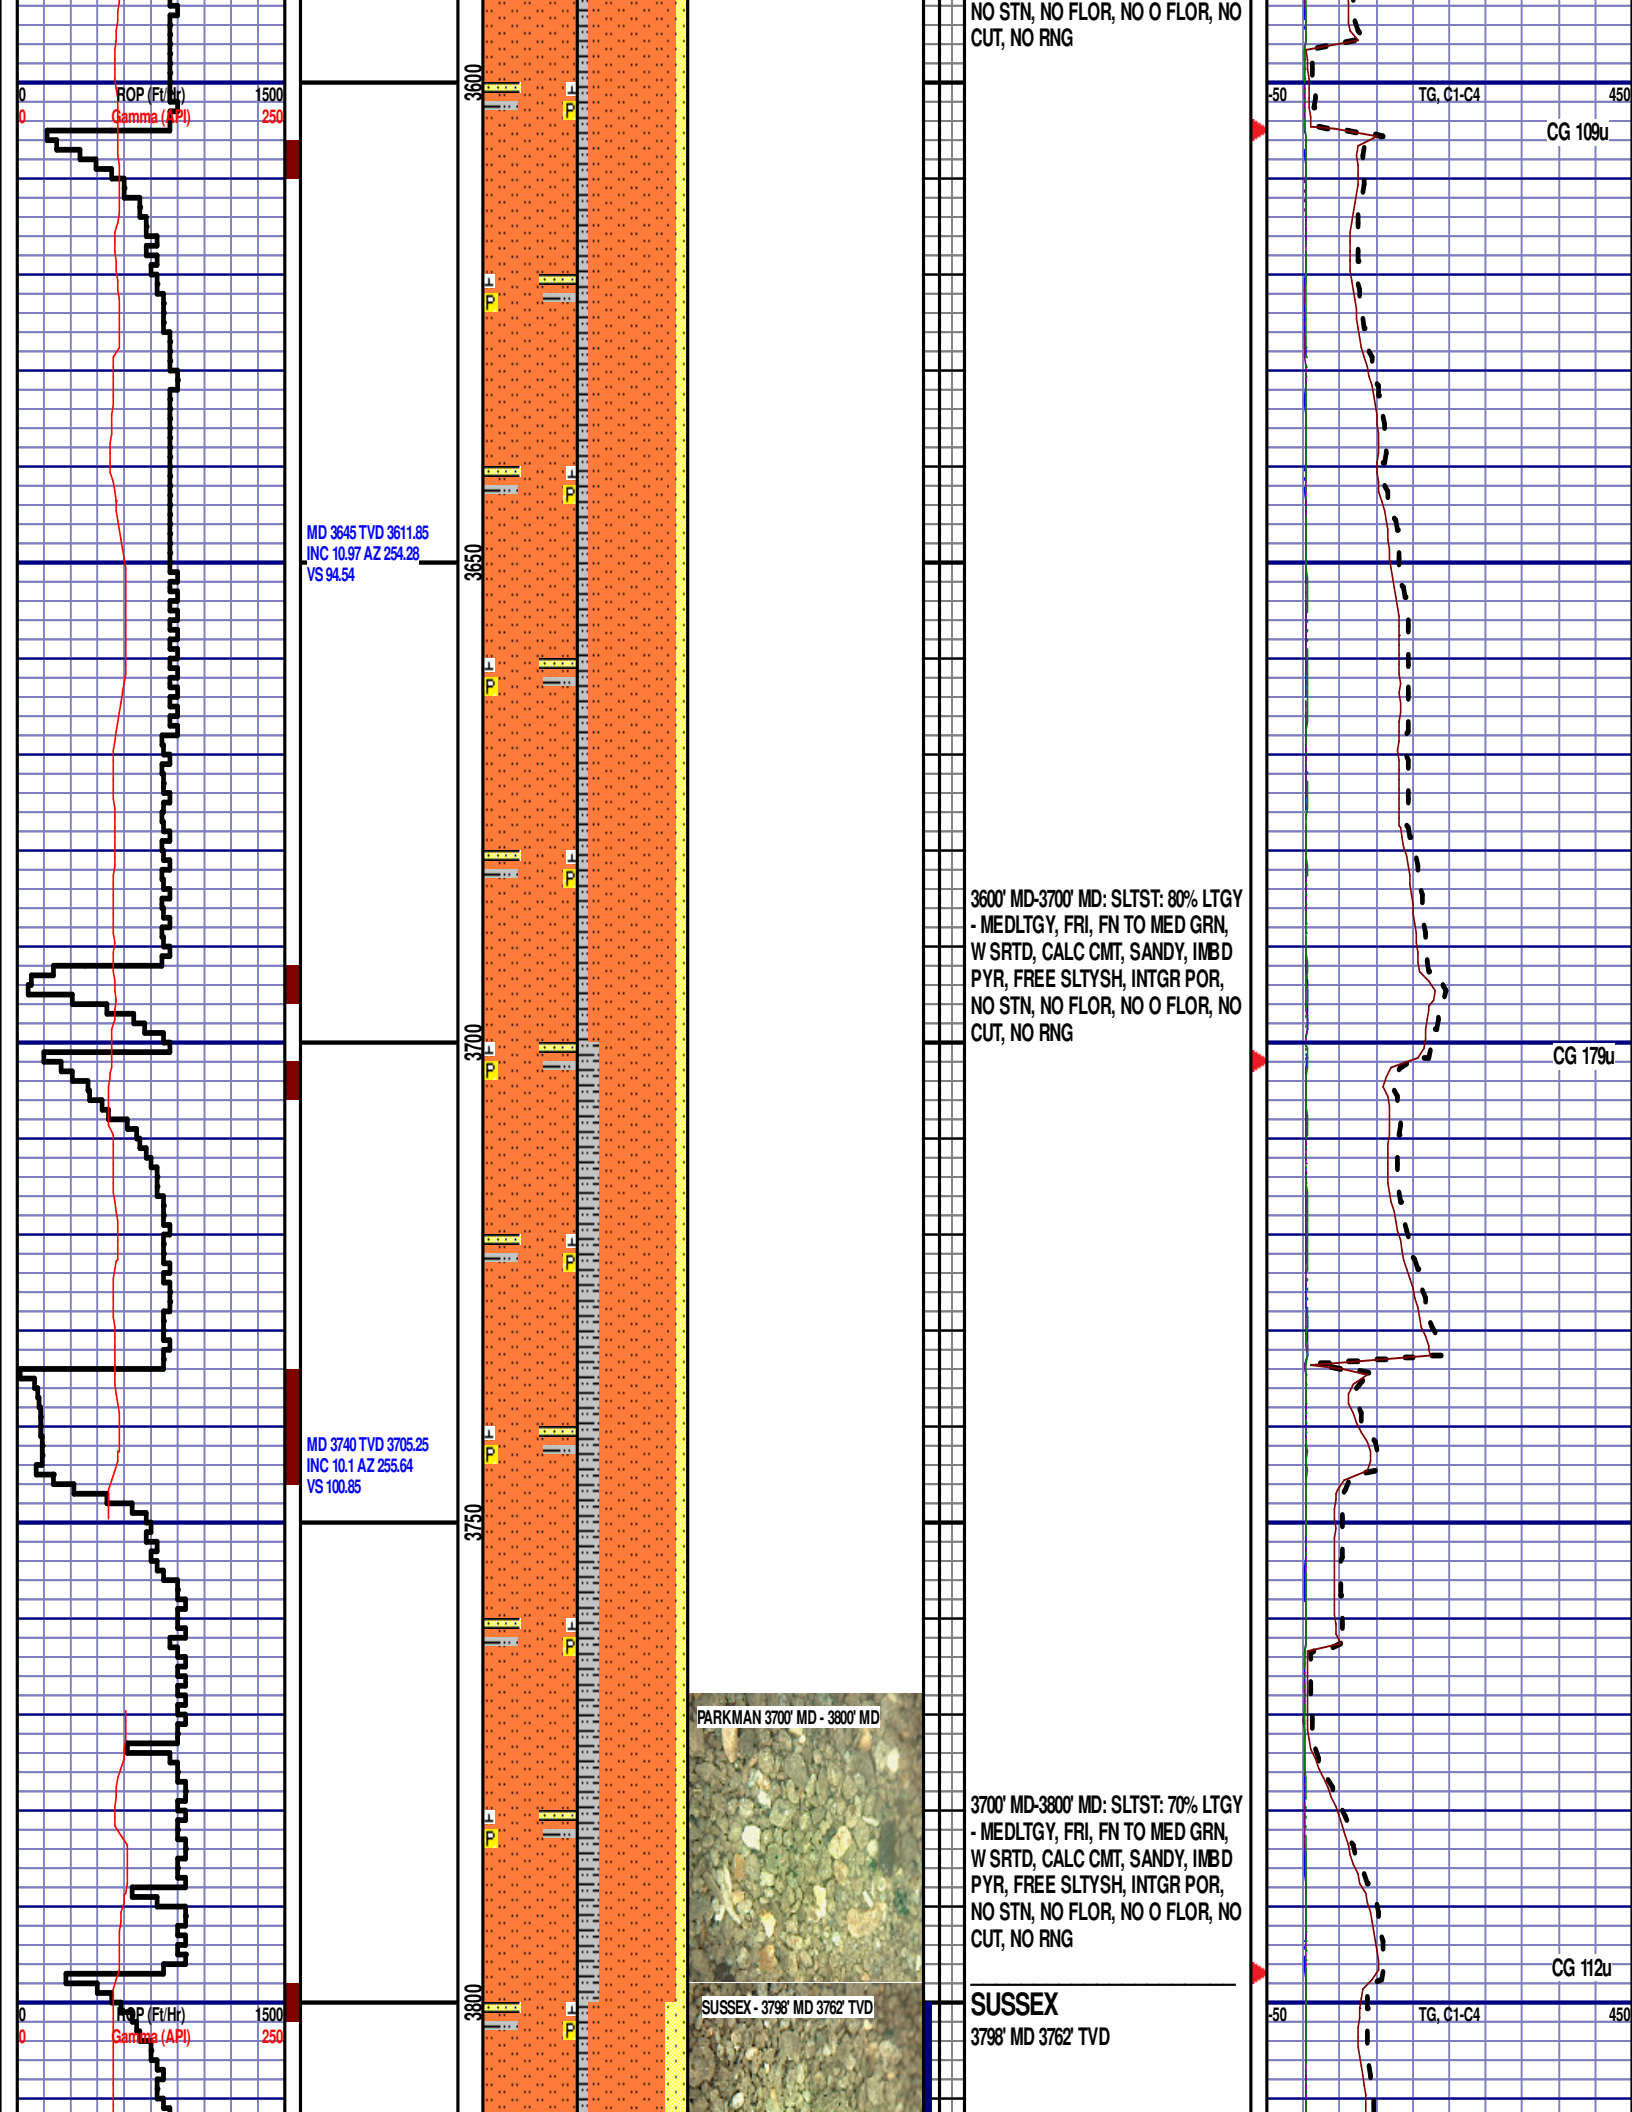 NO STN, NO FLOR, NO O FLOR, NO
CUT, NO RNG
0 ROP (Ft/Hr) 1500
0 Gamma (API) 250
3600
-50 TG, C1-C4 450
CG 109u
T
P
T
P
T
P
MD 3645 TVD 3611.85
INC 10.97 AZ 254.28
VS 94.54
3650
T
P
T
P
3600' MD-3700' MD: SLTST: 80% LTGY
- MEDLTGY, FRI, FN TO MED GRN,
W SRTD, CALC CMT, SANDY, IMBD
PYR, FREE SLTYSH, INTGR POR,
NO STN, NO FLOR, NO O FLOR, NO
CUT, NO RNG
3700
T
P
CG 179u
T
P
T
P
MD 3740 TVD 3705.25
INC 10.1 AZ 255.64
VS 100.85
3750
T
P
PARKMAN 3700' MD - 3800' MD
3700' MD-3800' MD: SLTST: 70% LTGY
- MEDLTGY, FRI, FN TO MED GRN,
W SRTD, CALC CMT, SANDY, IMBD
PYR, FREE SLTYSH, INTGR POR,
NO STN, NO FLOR, NO O FLOR, NO
CUT, NO RNG
T
P
CG 112u
3800
SUSSEX - 3798' MD 3762' TVD
SUSSEX
3798' MD 3762' TVD
0 ROP (Ft/Hr) 1500
0 Gamma (API) 250
T
P
-50 TG, C1-C4 450